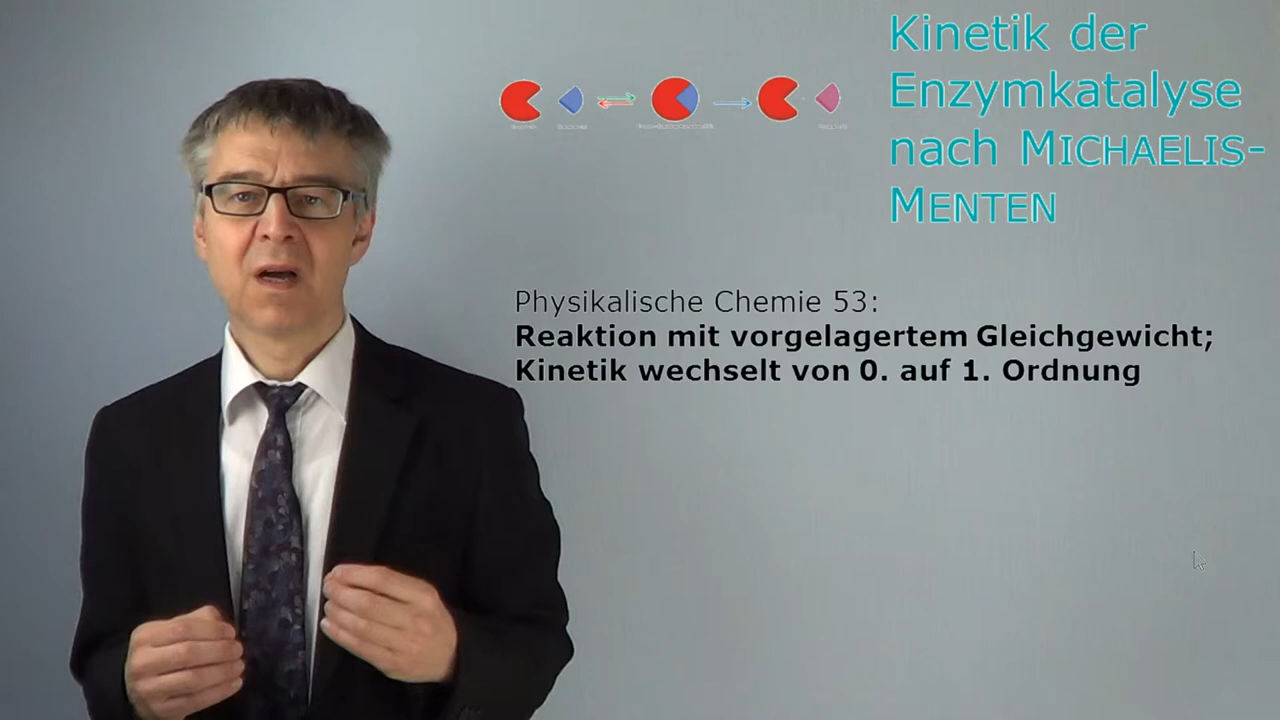 Kinetik der
Enzymkatalyse
nach MICHAELIS-
MENTEN
Physikalische Chemie 53:
Reaktion mit vorgelagertem Gleichgewicht;
Kinetik wechselt von 0. auf 1. Ordnung